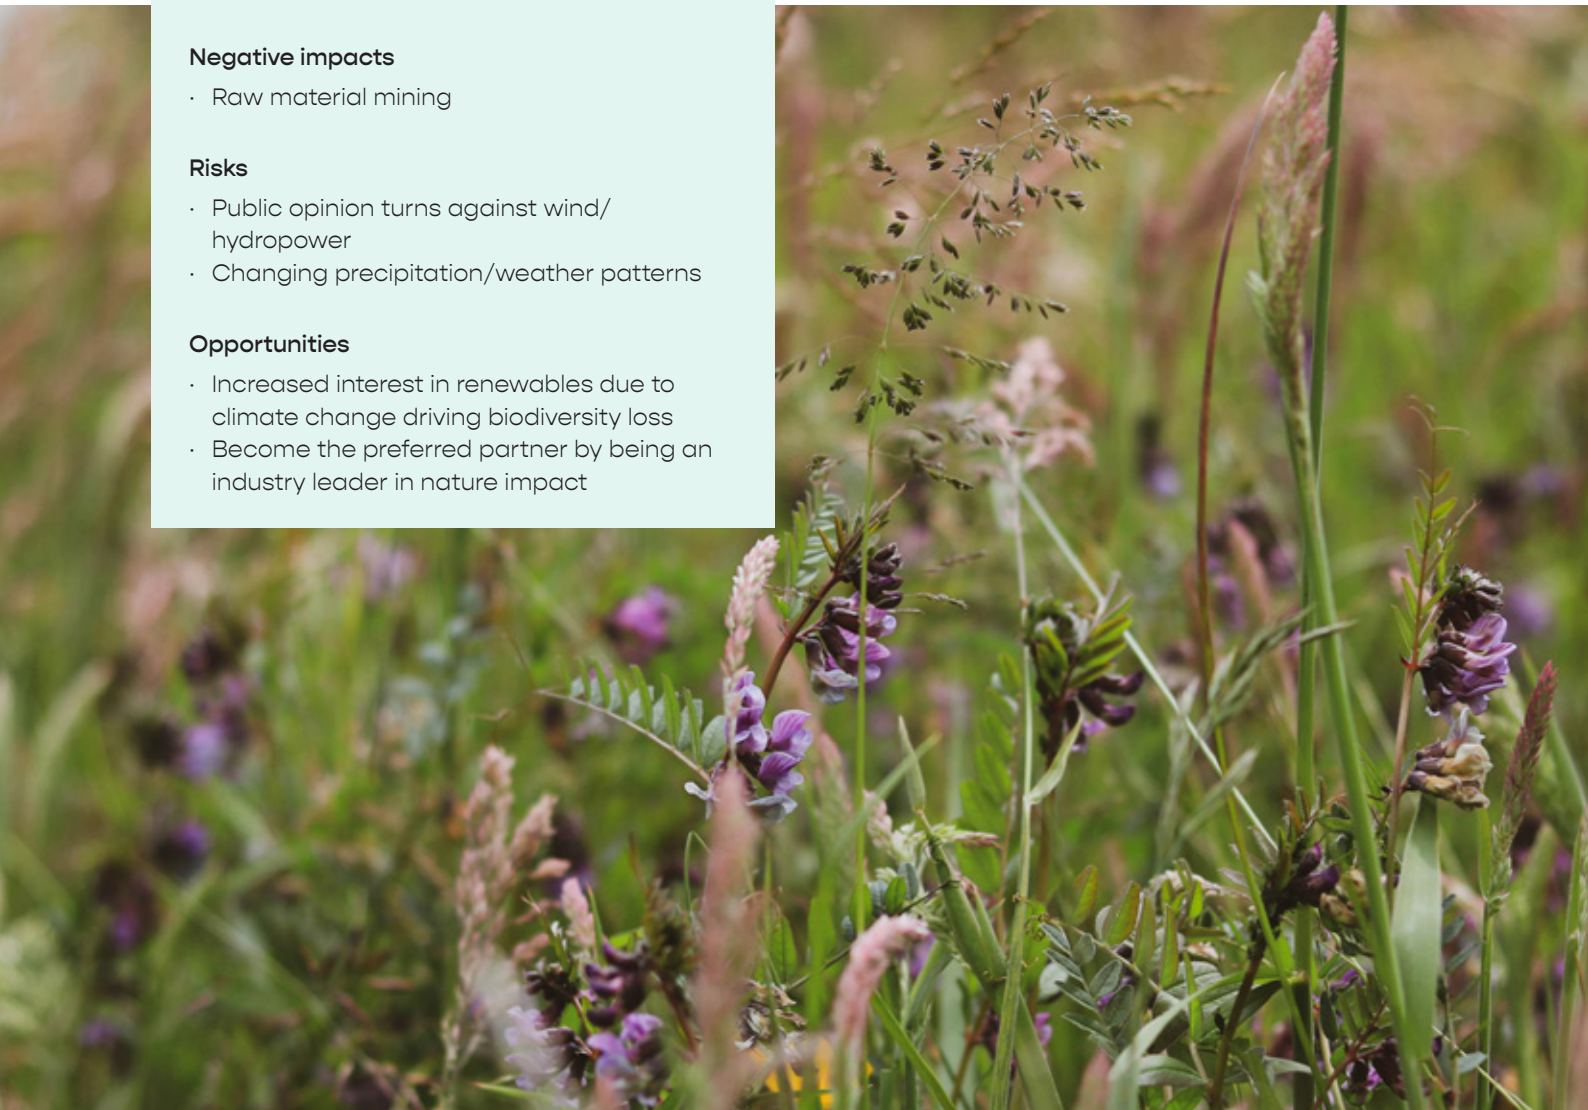 Negative impacts
· Raw material mining
Risks
· Public opinion turns against wind/
hydropower
· Changing precipitation/weather patterns
Opportunities
· Increased interest in renewables due to
climate change driving biodiversity loss
· Become the preferred partner by being an
industry leader in nature impact